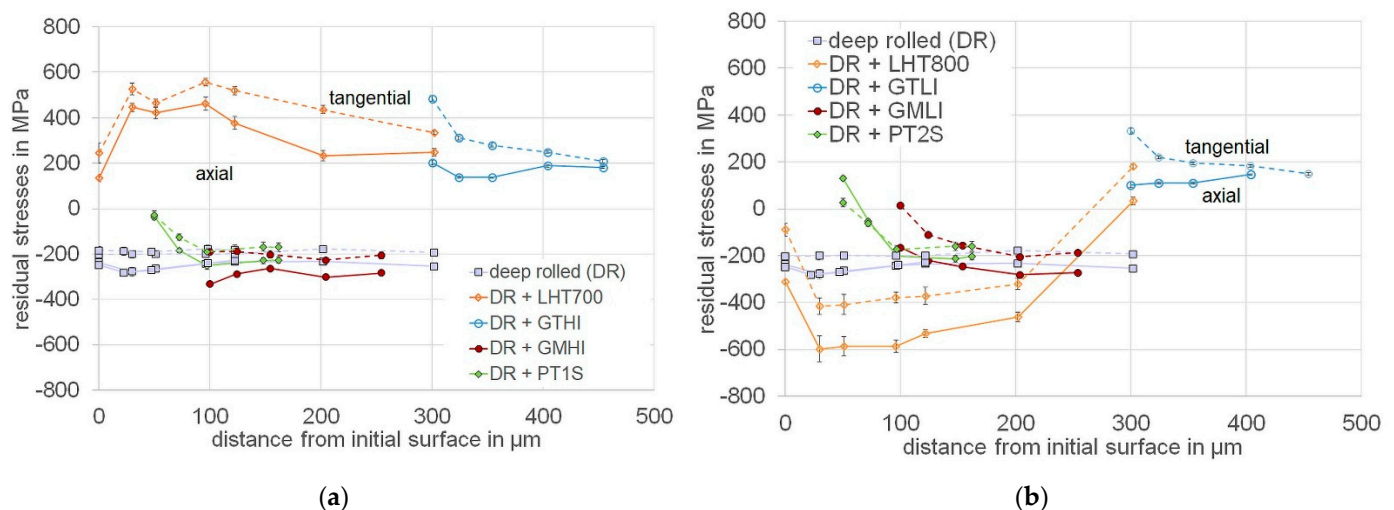 800
600
400
200
0
-200
-400
-600
-800
residual stresses in MPa
tangential
axial
deep rolled (DR)
DR + LHT700
DR + GTHI
DR + GMHI
DR + PT1S
0
100
200
300
400
500
distance from initial surface in µm
(a)
(b)
800
600
400
200
0
-200
-400
-600
-800
residual stresses in MPa
deep rolled (DR)
DR + LHT800
DR + GTLI
DR + GMLI
DR + PT2S
tangential
axial
0
100
200
300
400
500
distance from initial surface in µm
(b)